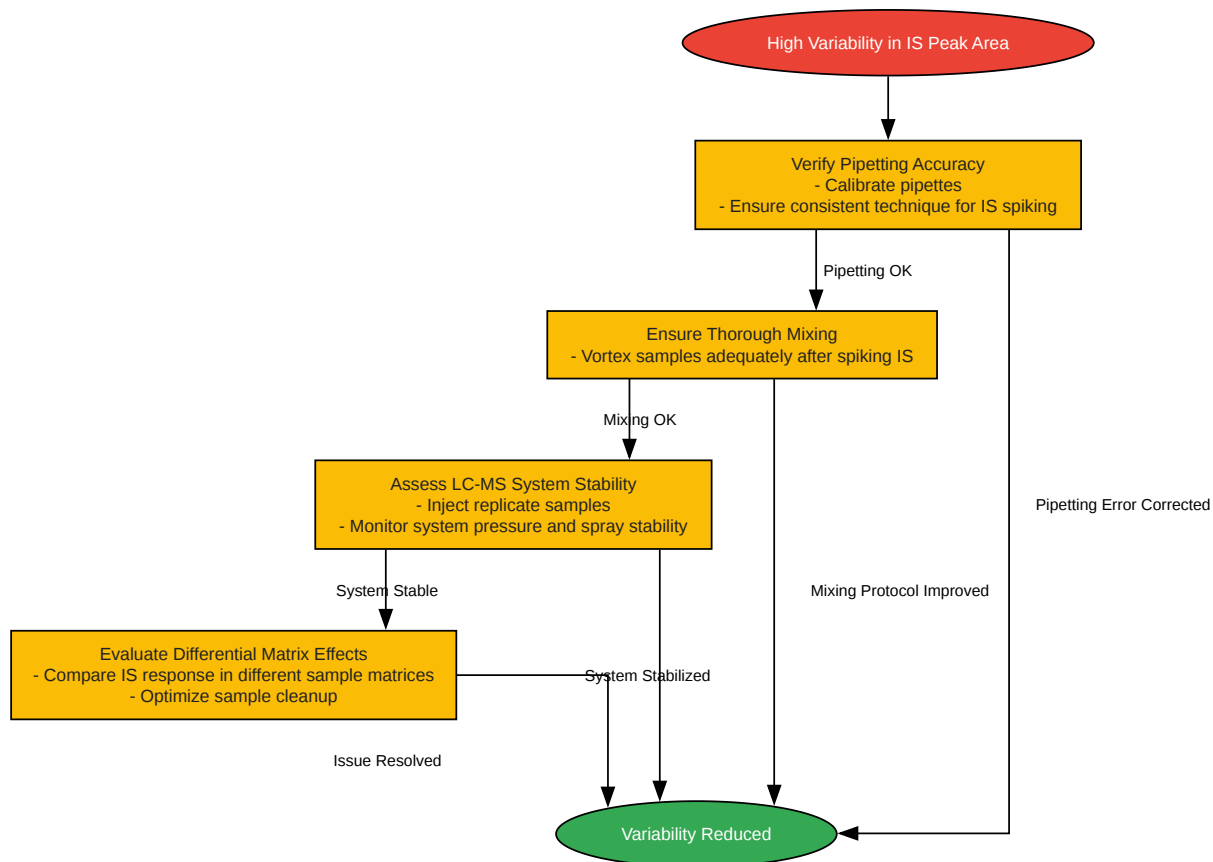 High Variability in IS Peak Area
Verify Pipetting Accuracy
- Calibrate pipettes
- Ensure consistent technique for IS spiking
Pipetting OK
Ensure Thorough Mixing
- Vortex samples adequately after spiking IS
Mixing OK
Assess LC-MS System Stability
- Inject replicate samples
- Monitor system pressure and spray stability
Pipetting Error Corrected
System Stable
Mixing Protocol Improved
Evaluate Differential Matrix Effects
- Compare IS response in different sample matrices
- Optimize sample cleanup
System Stabilized
Issue Resolved
Variability Reduced